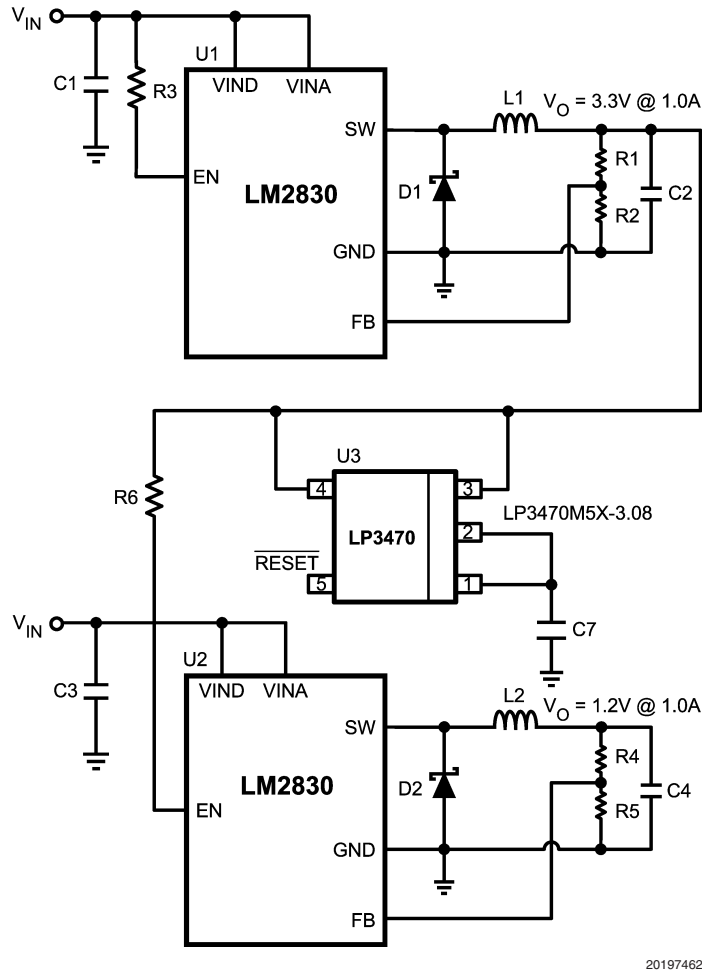 VIN
C1
R3
U1
VIND
VINA
EN
LM2830
SW
GND
FB
D1
L1
VO = 3.3V @ 1.0A
R1
R2
C2
R6
U3
4
3
LP3470M5X-3.08
2
LP3470
RESET
5
1
C7
VIN
C3
U2
VIND
VINA
EN
LM2830
SW
GND
FB
D2
L2
VO = 1.2V @ 1.0A
R4
R5
C4
20197462